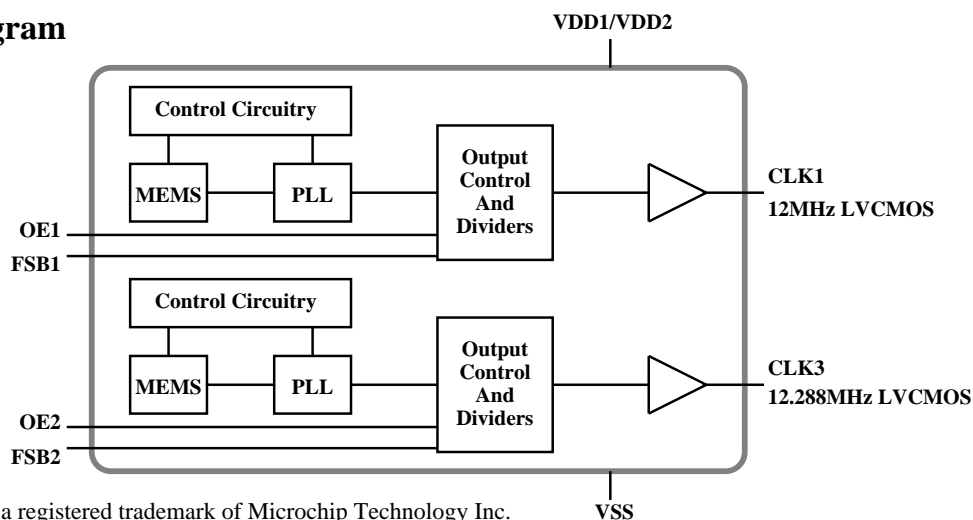 gram
VDD1/VDD2
Control Circuitry
MEMS
PLL
Output
Control
And
Dividers
CLK1
12MHz LVCMOS
OE1
FSB1
Control Circuitry
MEMS
PLL
Output
Control
And
Dividers
CLK3
12.288MHz LVCMOS
OE2
FSB2
VSS
a registered trademark of Microchip Technology Inc.